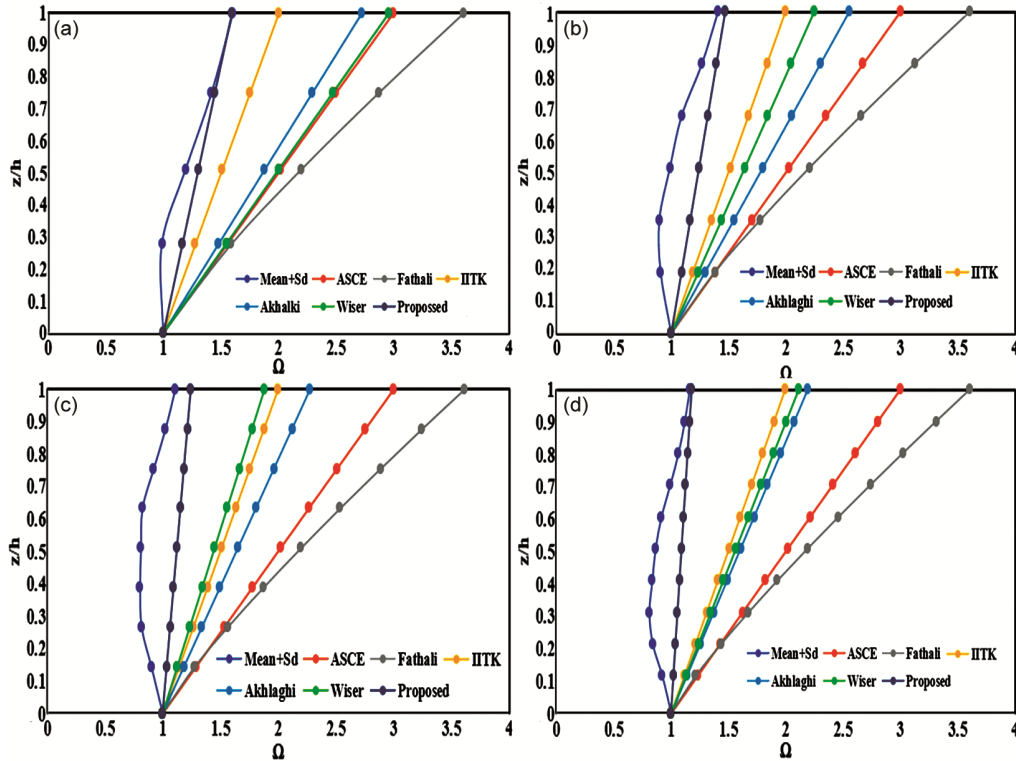 (a)
1
0.9
0.8
0.7
0.6
0.5
0.4
0.3
0.2
0.1
0
z/h
Mean+Sd ASCE Fathali IITK
Akhalki Wiser Propossed
0 0.5 1 1.5 2 2.5 3 3.5 4
Ω
(b)
1
0.9
0.8
0.7
0.6
0.5
0.4
0.3
0.2
0.1
0
z/h
Mean+Sd ASCE Fathali IITK
Akhlaghi Wiser Proposed
0 0.5 1 1.5 2 2.5 3 3.5 4
Ω
(c)
1
0.9
0.8
0.7
0.6
0.5
0.4
0.3
0.2
0.1
0
z/h
Mean+Sd ASCE Fathali IITK
Akhlaghi Wiser Proposed
0 0.5 1 1.5 2 2.5 3 3.5 4
Ω
(d)
1
0.9
0.8
0.7
0.6
0.5
0.4
0.3
0.2
0.1
0
z/h
Mean+Sd ASCE Fathali IITK
Akhlaghi Wiser Proposed
0 0.5 1 1.5 2 2.5 3 3.5 4
Ω